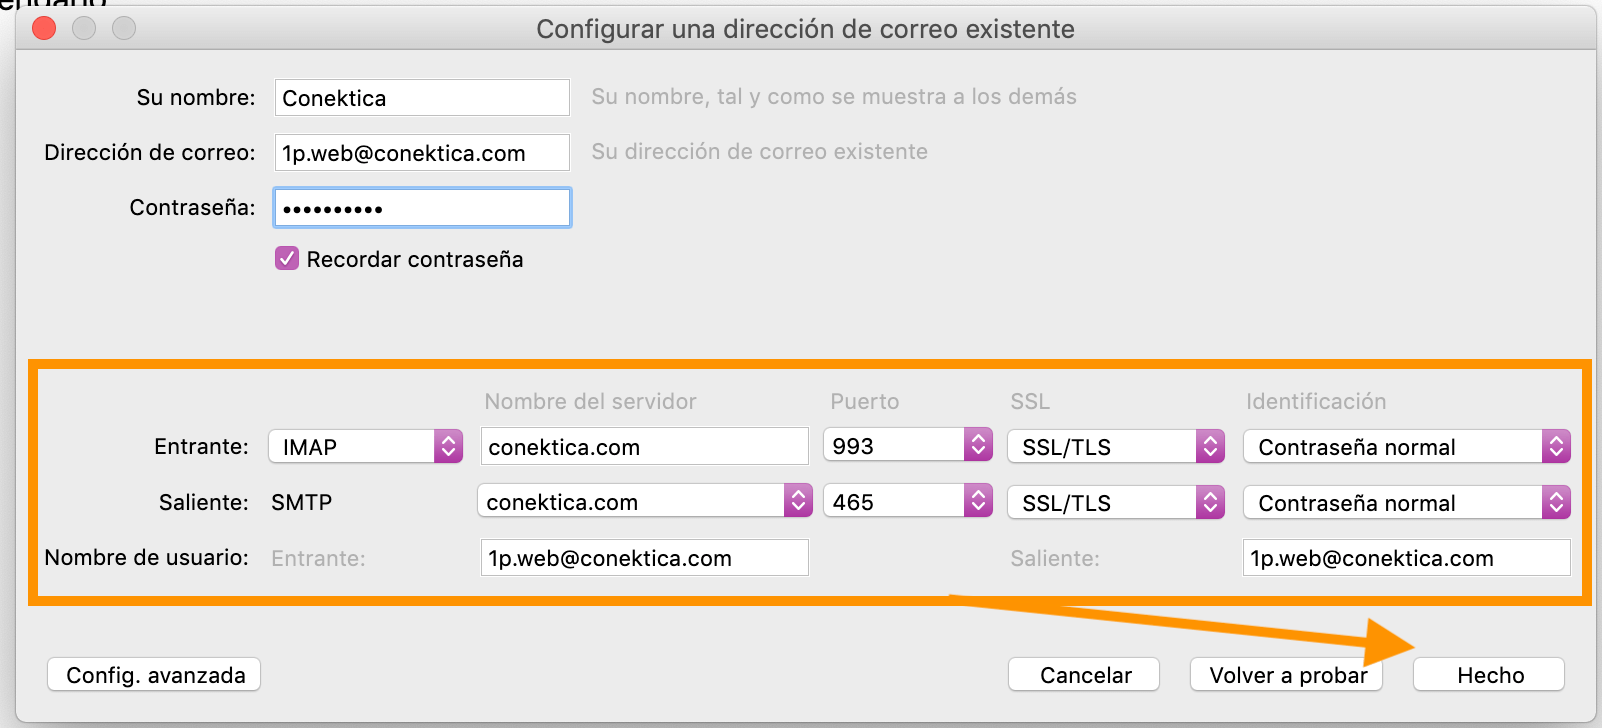 Configurar una dirección de correo existente
Su nombre: Conektica Su nombre, tal y como se muestra a los demás
Dirección de correo: 1p.web@conektica.com Su dirección de correo existente
Contraseña: ••••••••••
Recordar contraseña
Nombre del servidor Puerto SSL Identificación
Entrante: IMAP conektica.com 993 SSL/TLS Contraseña normal
Saliente: SMTP conektica.com 465 SSL/TLS Contraseña normal
Nombre de usuario: Entrante: 1p.web@conektica.com Saliente: 1p.web@conektica.com
Config. avanzada Cancelar Volver a probar Hecho